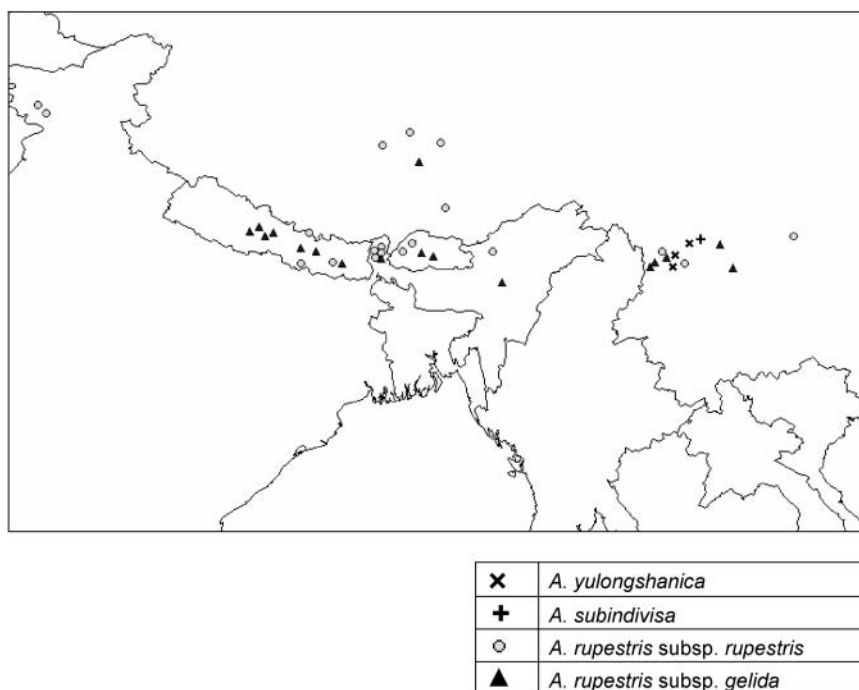 A. yulongshanica
A. subindivisa
A. rupestris subsp. rupestris
A. rupestris subsp. gelida